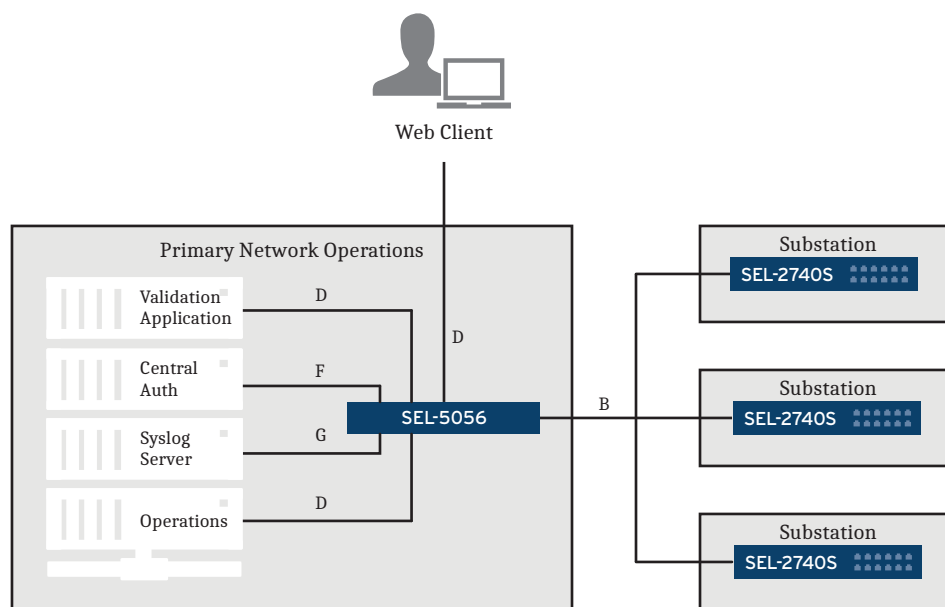 Web Client
Primary Network Operations
Validation
Application
D
Central
Auth
F
Syslog
Server
G
Operations
D
D
SEL-5056
B
Substation
SEL-2740S
Substation
SEL-2740S
Substation
SEL-2740S